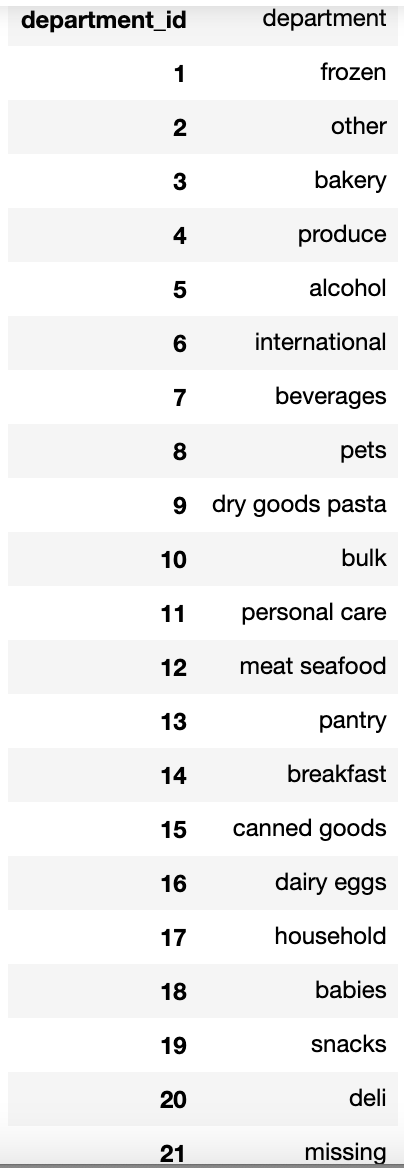 department_id department
1 frozen
2 other
3 bakery
4 produce
5 alcohol
6 international
7 beverages
8 pets
9 dry goods pasta
10 bulk
11 personal care
12 meat seafood
13 pantry
14 breakfast
15 canned goods
16 dairy eggs
17 household
18 babies
19 snacks
20 deli
21 missing